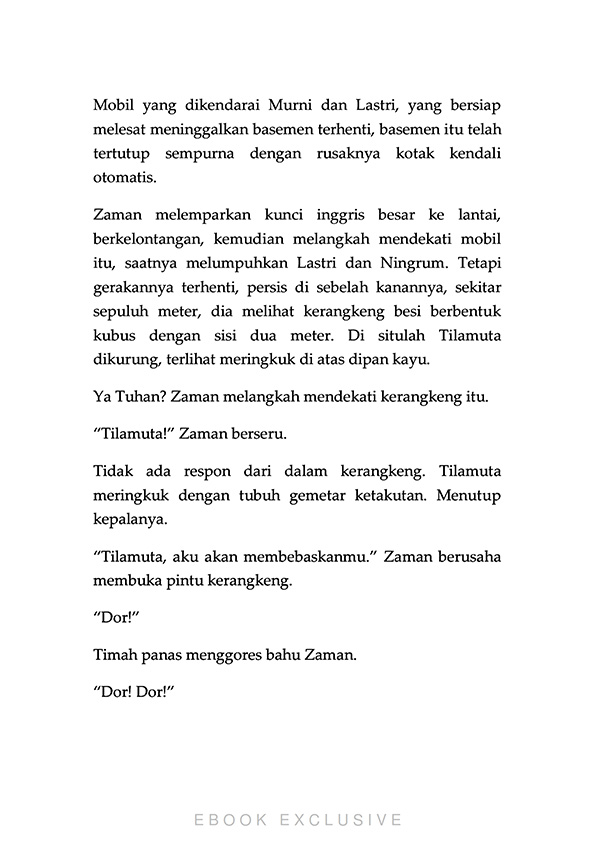 Mobil yang dikendarai Murni dan Lastri, yang bersiap
melesat meninggalkan basemen terhenti, basemen itu telah
tertutup sempurna dengan rusaknya kotak kendali
otomatis.
Zaman melemparkan kunci inggris besar ke lantai,
berkelontangan, kemudian melangkah mendekati mobil
itu, saatnya melumpuhkan Lastri dan Ningrum. Tetapi
gerakannya terhenti, persis di sebelah kanannya, sekitar
sepuluh meter, dia melihat kerangkeng besi berbentuk
kubus dengan sisi dua meter. Di situlah Tilamuta
dikurung, terlihat meringkuk di atas dipan kayu.
Ya Tuhan? Zaman melangkah mendekati kerangkeng itu.
“Tilamuta!” Zaman berseru.
Tidak ada respon dari dalam kerangkeng. Tilamuta
meringkuk dengan tubuh gemetar ketakutan. Menutup
kepalanya.
“Tilamuta, aku akan membebaskanmu.” Zaman berusaha
membuka pintu kerangkeng.
“Dor!”
Timah panas menggores bahu Zaman.
“Dor! Dor!”
EBOOK EXCLUSIVE